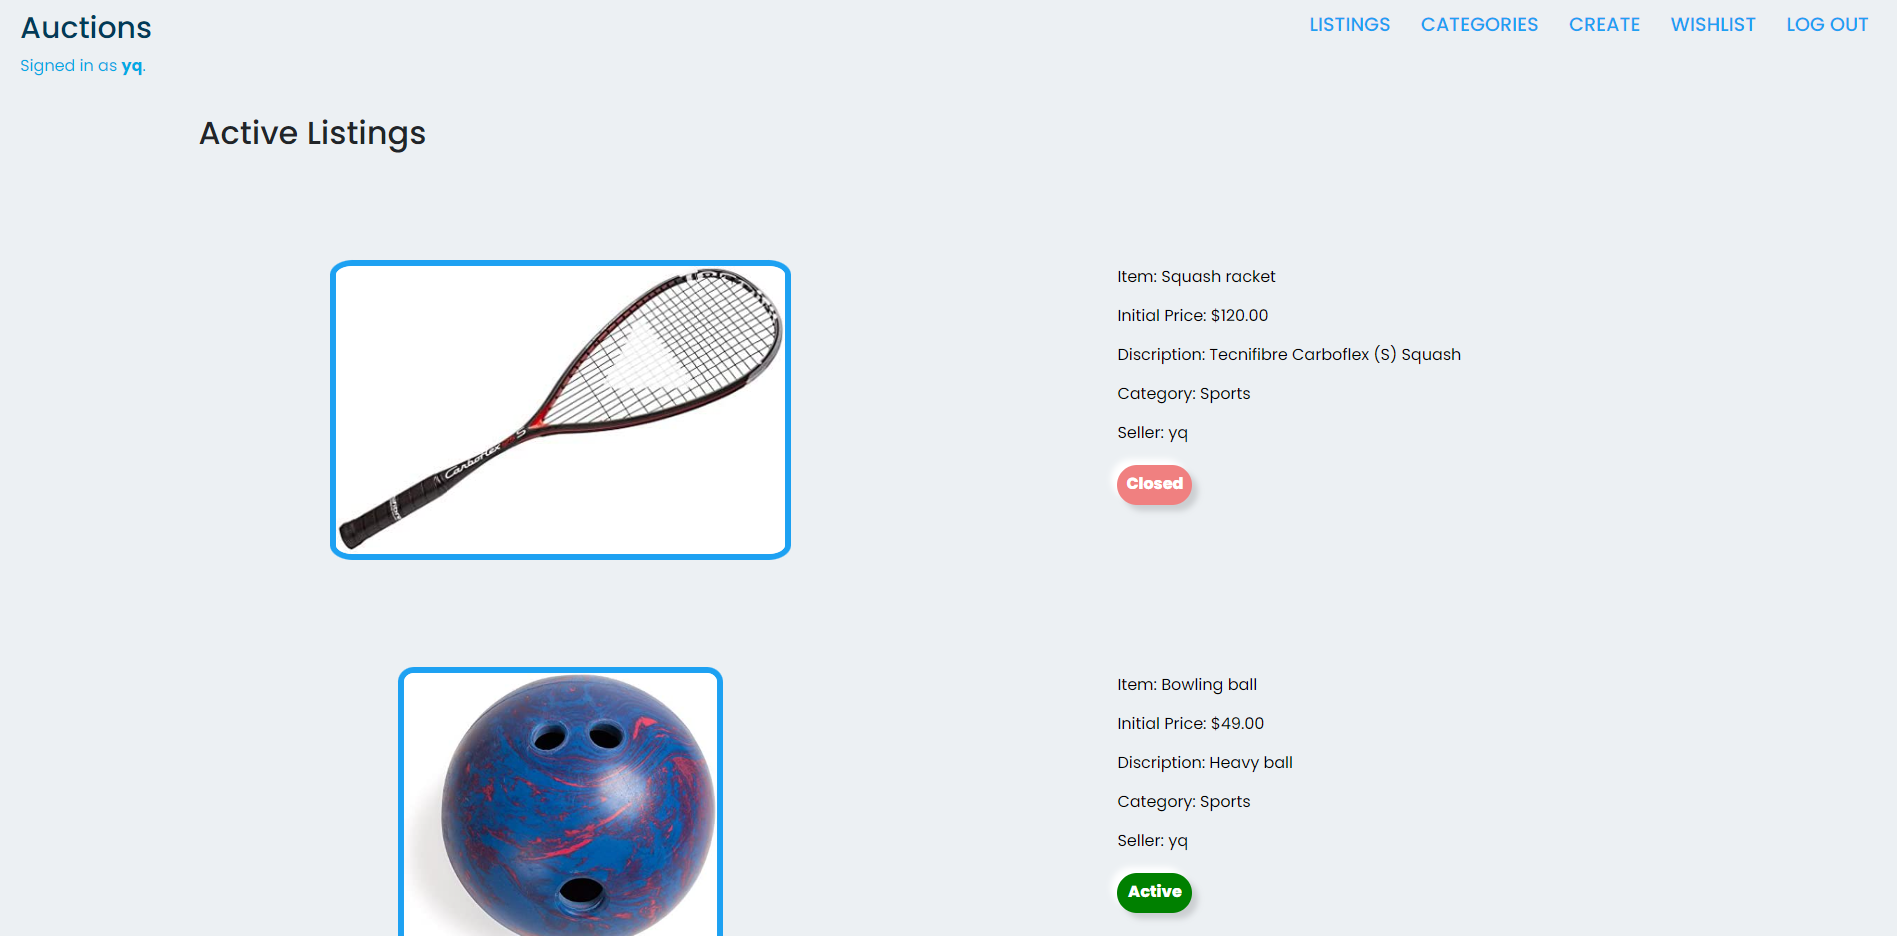 Auctions
LISTINGS CATEGORIES CREATE WISHLIST LOG OUT
Signed in as yq.
Active Listings
Item: Squash racket
Initial Price: $120.00
Discription: Tecnifibre Carboflex (S) Squash
Category: Sports
Seller: yq
Closed
Carboflex S
Item: Bowling ball
Initial Price: $49.00
Discription: Heavy ball
Category: Sports
Seller: yq
Active